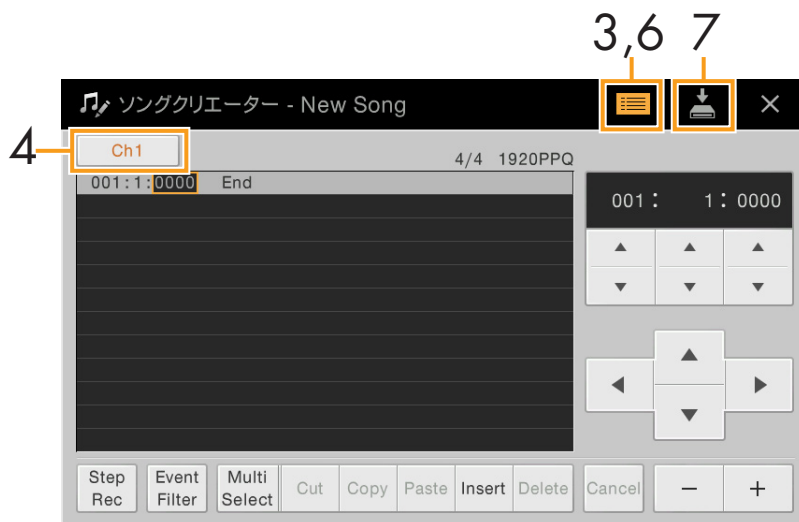 3,6 7
ソングクリエーター - New Song
4
Ch1
4/4 1920PPQ
001:1:0000 End
001: 1:0000
Step Rec
Event Filter
Multi Select
Cut
Copy
Paste
Insert
Delete
Cancel
− +